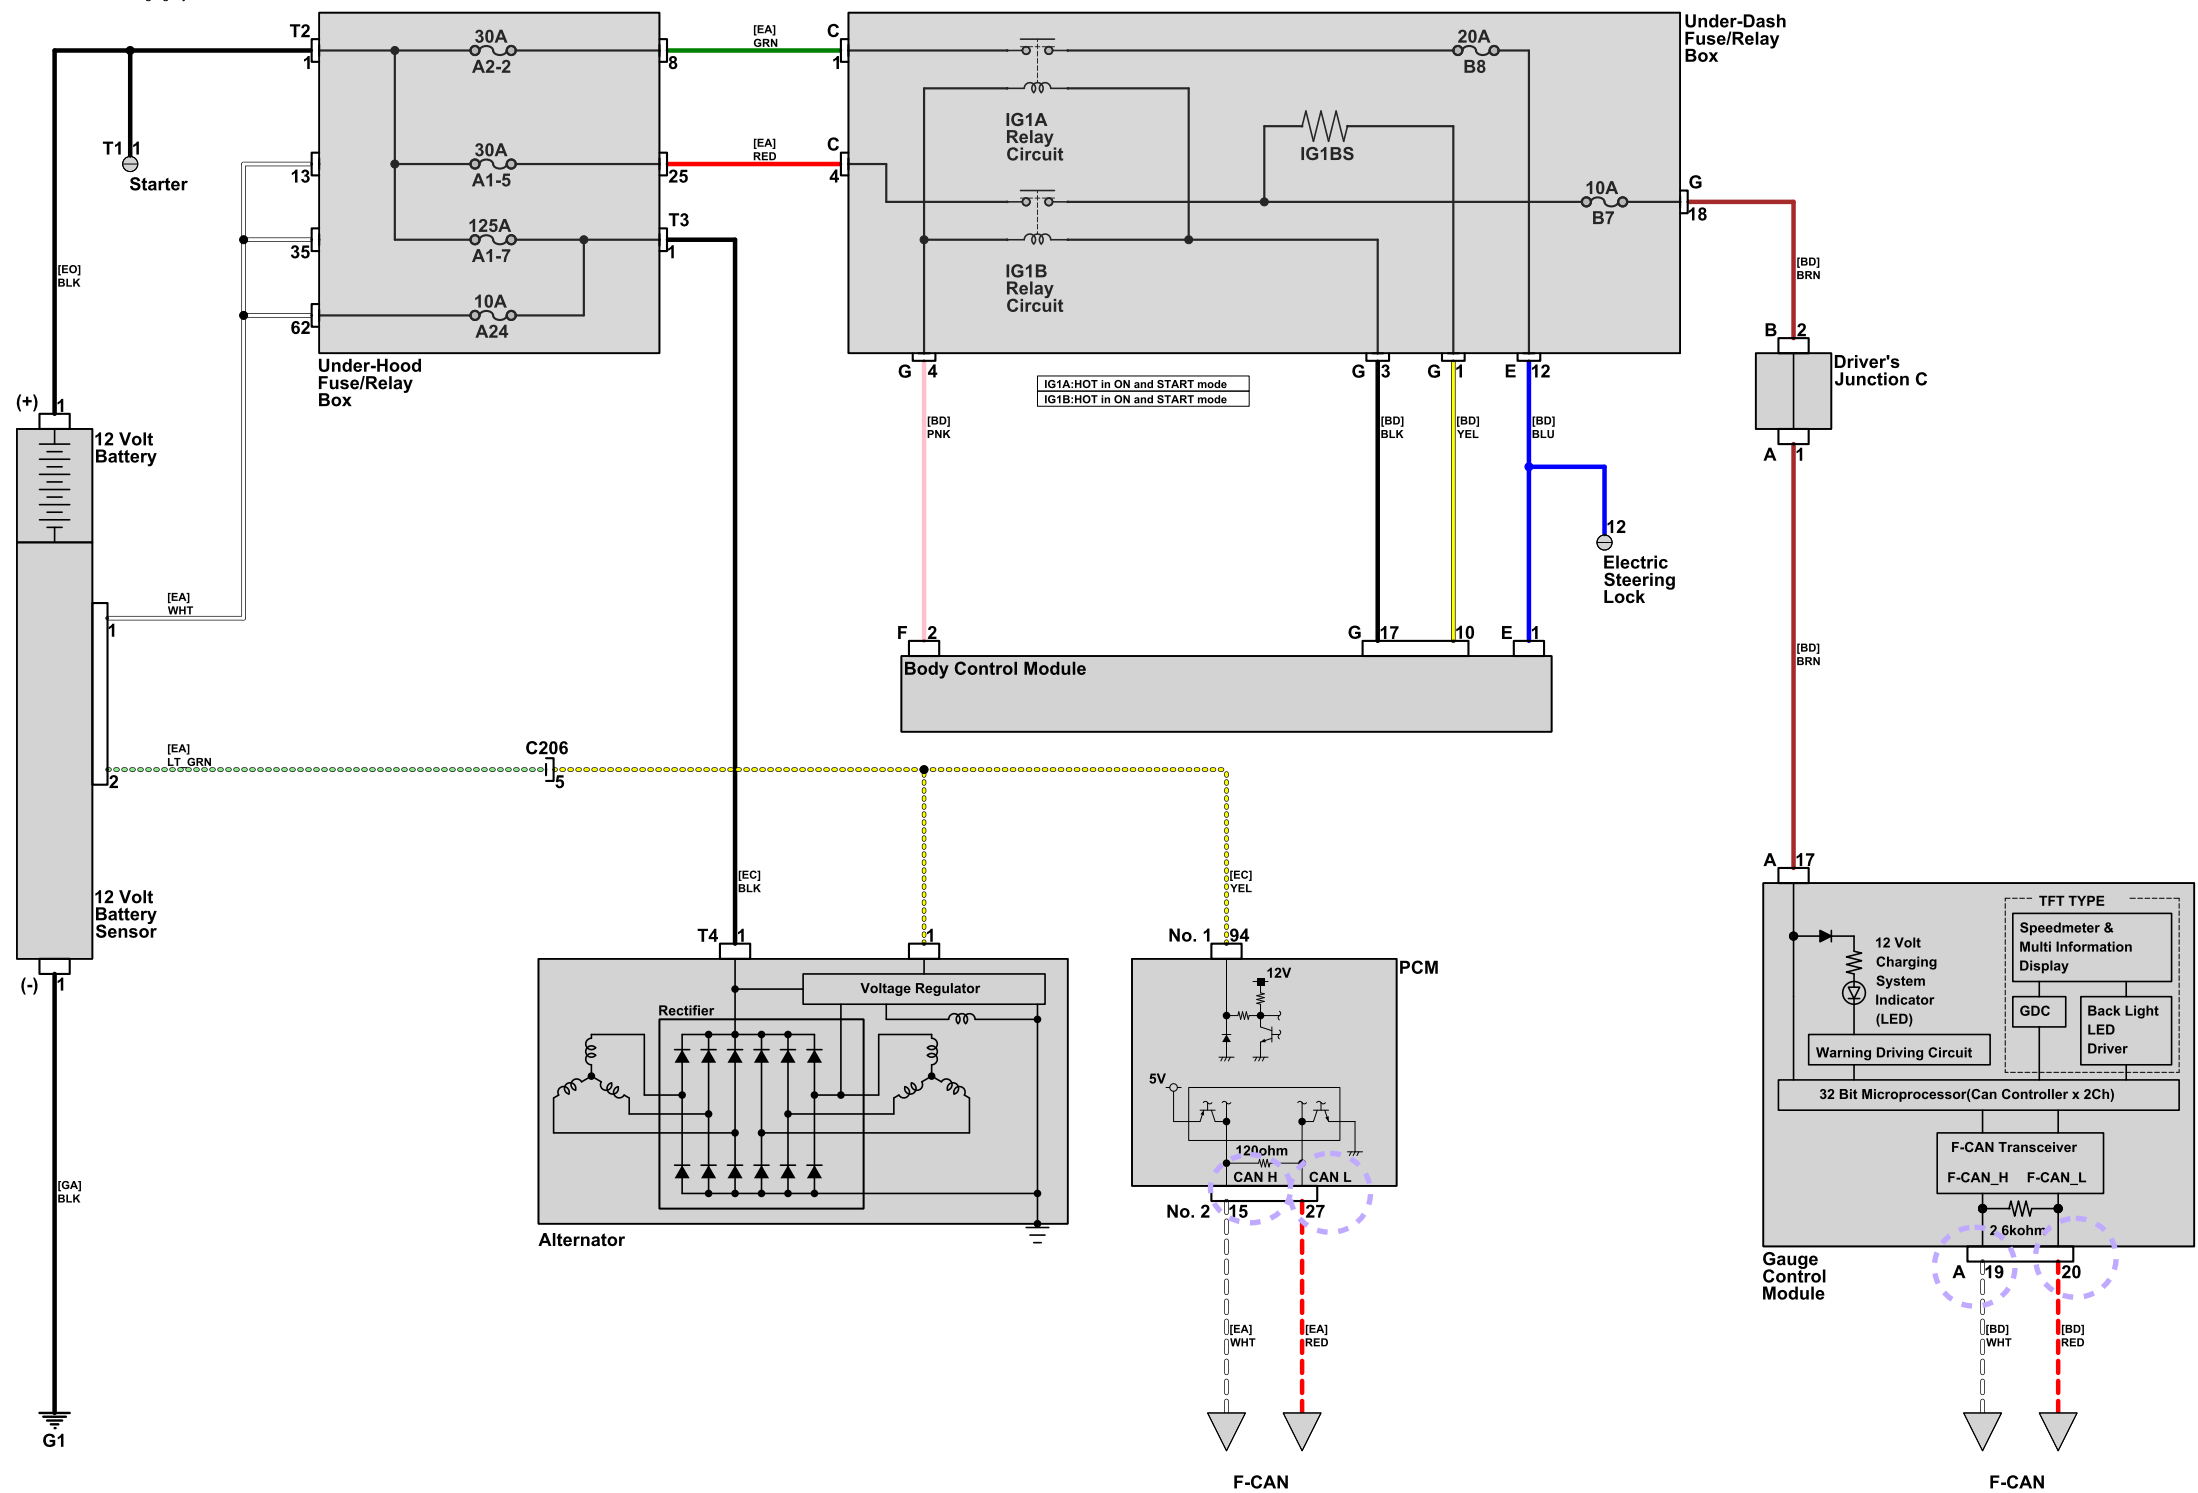 T2
1
30A
A2-2
8
[EA]
GRN
C
1
20A
B8
Under-Dash
Fuse/Relay
Box
T1 1
Starter
13
30A
A1-5
25
[EA]
RED
C
4
IG1A
Relay
Circuit
IG1BS
10A
B7
G
18
35
125A
A1-7
T3
1
62
10A
A24
IG1B
Relay
Circuit
[EO]
BLK
[BD]
BRN
Under-Hood
Fuse/Relay
Box
G 4
IG1A:HOT in ON and START mode
IG1B:HOT in ON and START mode
G 3
G 1
E 12
B 2
Driver's
Junction C
A 1
(+) 1
12 Volt
Battery
[BD]
PNK
[BD]
BLK
[BD]
YEL
[BD]
BLU
12
Electric
Steering
Lock
[EA]
WHT
1
F 2
G 17
10
E 1
Body Control Module
[BD]
BRN
[EA]
LT_GRN
2
C206
5
12 Volt
Battery
Sensor
(-) 1
[EC]
BLK
[EC]
YEL
T4 1
1
No. 1 94
PCM
A 17
Voltage Regulator
Rectifier
Alternator
12V
5V
120ohm
CAN H
CAN L
No. 2 15
27
12 Volt
Charging
System
Indicator
(LED)
TFT TYPE
Speedmeter &
Multi Information
Display
GDC
Back Light
LED
Driver
Warning Driving Circuit
32 Bit Microprocessor(Can Controller x 2Ch)
F-CAN Transceiver
F-CAN_H
F-CAN_L
2.6kohm
Gauge
Control
Module
A 19
20
[GA]
BLK
[EA]
WHT
[EA]
RED
[BD]
WHT
[BD]
RED
G1
F-CAN
F-CAN